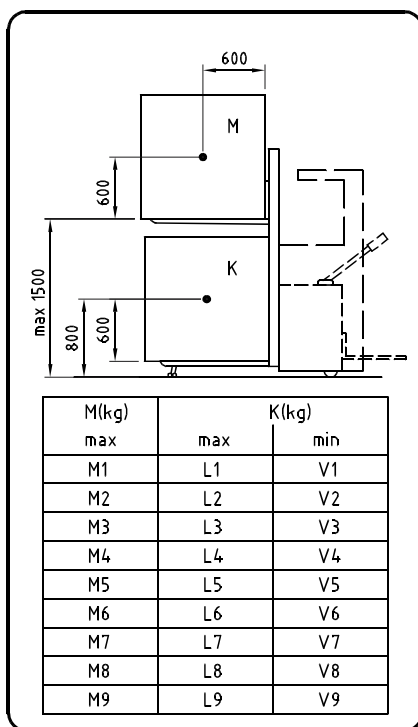 600
M
600
K
max 1500
800
600
M(kg) K(kg)
max max min
M1 L1 V1
M2 L2 V2
M3 L3 V3
M4 L4 V4
M5 L5 V5
M6 L6 V6
M7 L7 V7
M8 L8 V8
M9 L9 V9